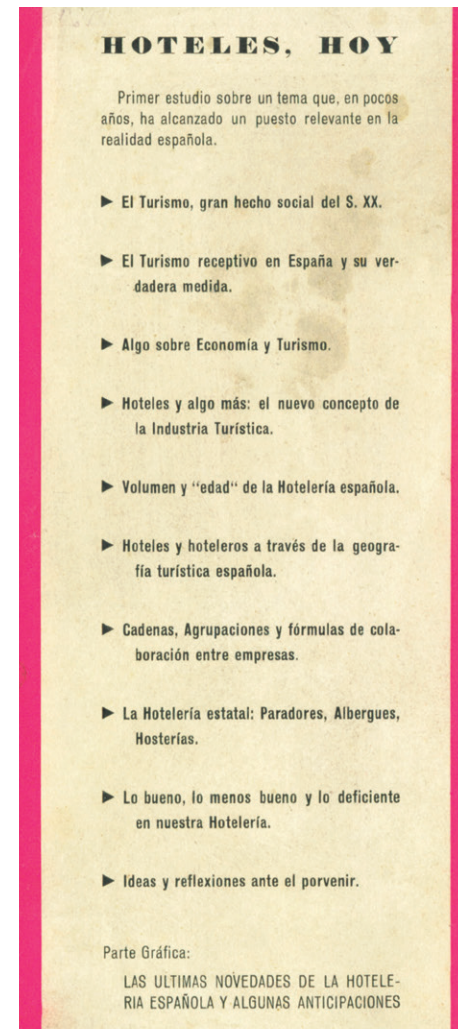 HOTELES, HOY
Primer estudio sobre un tema que, en pocos
años, ha alcanzado un puesto relevante en la
realidad española.
► El Turismo, gran hecho social del S. XX.
► El Turismo receptivo en España y su ver-
dadera medida.
► Algo sobre Economía y Turismo.
► Hoteles y algo más: el nuevo concepto de
la Industria Turística.
► Volumen y “edad“ de la Hotelería española.
► Hoteles y hoteleros a través de la geogra-
fía turística española.
► Cadenas, Agrupaciones y fórmulas de cola-
boración entre empresas.
► La Hotelería estatal: Paradores, Albergues,
Hosterías.
► Lo bueno, lo menos bueno y lo deficiente
en nuestra Hotelería.
► Ideas y reflexiones ante el porvenir.
Parte Gráfica:
LAS ULTIMAS NOVEDADES DE LA HOTELE-
RIA ESPAÑOLA Y ALGUNAS ANTICIPACIONES